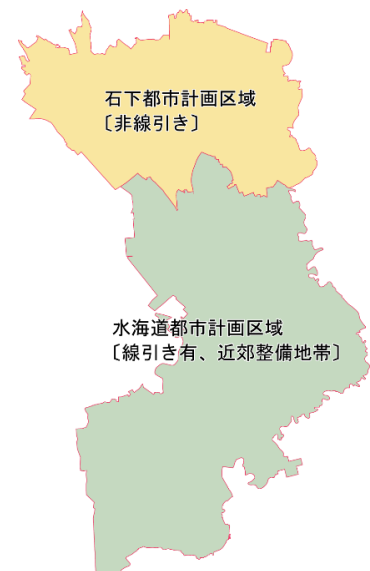 石下都市計画区域
〔非線引き〕
水海道都市計画区域
〔線引き有、近郊整備地帯〕